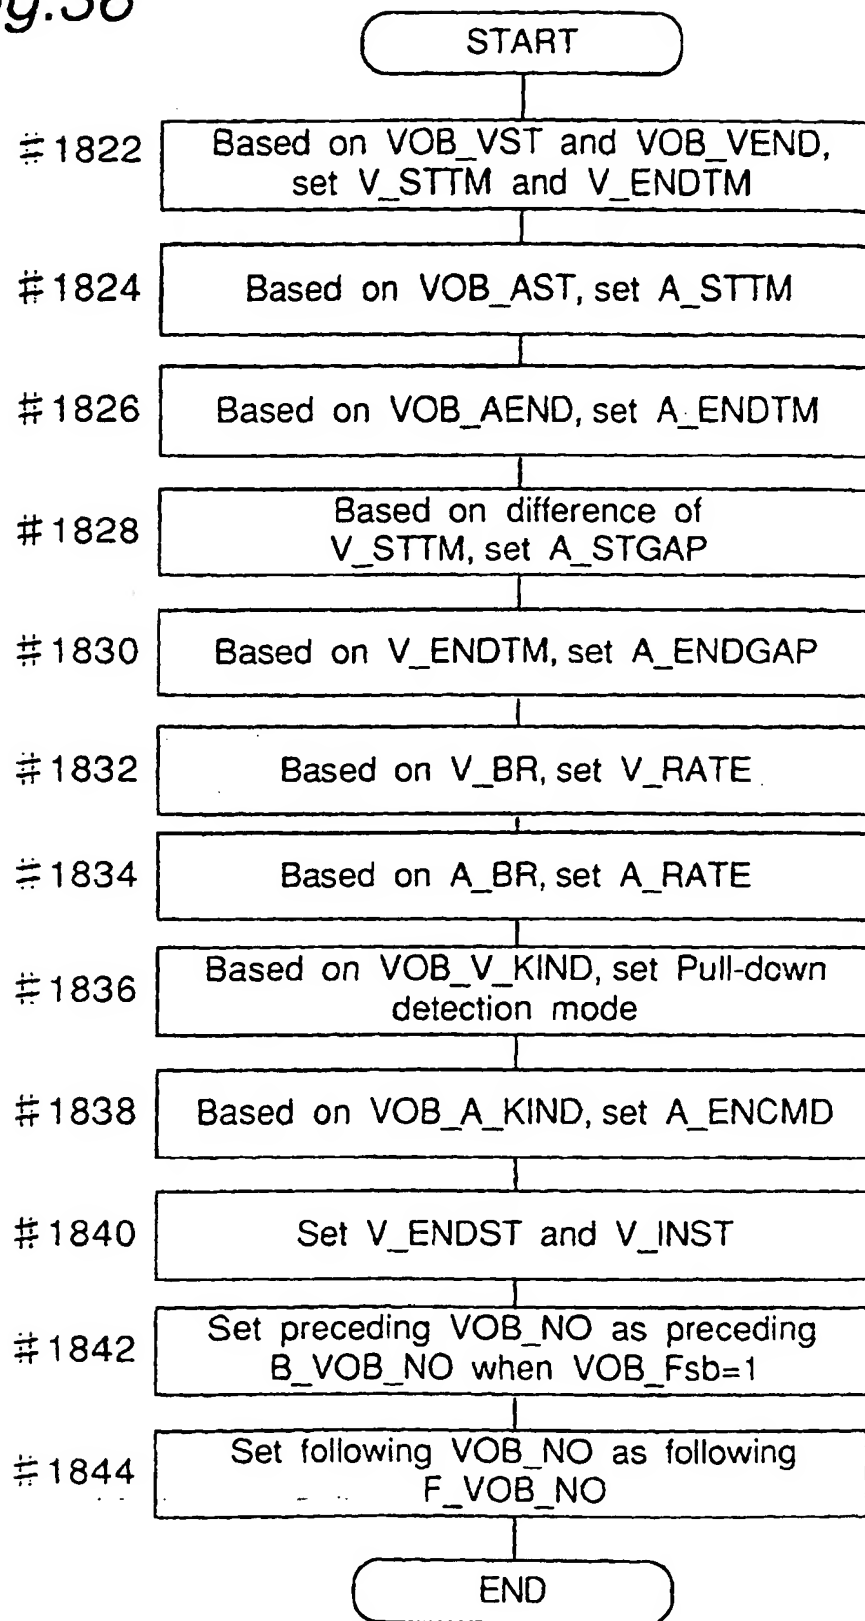 START
#1822
Based on VOB_VST and VOB_VEND,
set V_STTM and V_ENDTM
#1824
Based on VOB_AST, set A_STTM
#1826
Based on VOB_AEND, set A_ENDTM
#1828
Based on difference of
V_STTM, set A_STGAP
#1830
Based on V_ENDTM, set A_ENDGAP
#1832
Based on V_BR, set V_RATE
#1834
Based on A_BR, set A_RATE
#1836
Based on VOB_V_KIND, set Pull-down
detection mode
#1838
Based on VOB_A_KIND, set A_ENCMD
#1840
Set V_ENDST and V_INST
#1842
Set preceding VOB_NO as preceding
B_VOB_NO when VOB_Fsb=1
#1844
Set following VOB_NO as following
F_VOB_NO
END